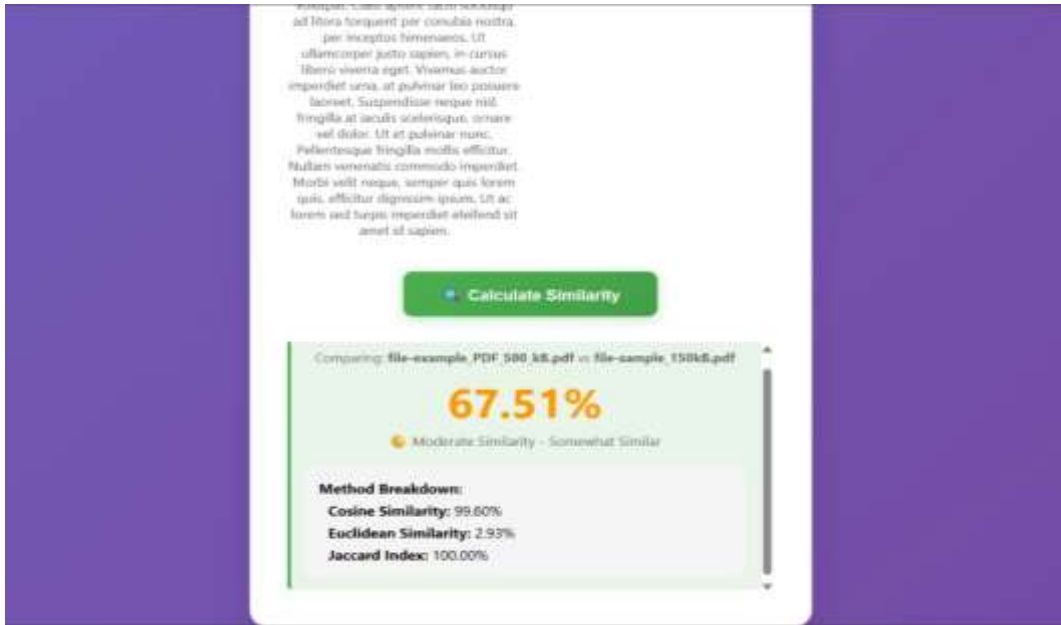 ad litora torquent per conubia nostra,
per inceptos himenaeos. Ut
ullamcorper justo sapien, in cursus
libero viverra eget. Vivamus auctor
imperdiet urna, at pulvinar leo posuere
laoreet. Suspendisse neque nisl,
fringilla at iaculis scelerisque, ornare
vel dolor. Ut et pulvinar nunc.
Pellentesque fringilla mollis efficitur.
Nullam venenatis commodo imperdiet.
Morbi velit neque, semper quis lorem
quis, efficitur dignissim ipsum. Ut ac
lorem sed turpis imperdiet eleifend sit
amet id sapien.
Calculate Similarity
Comparing: file-example_PDF_500_kB.pdf vs file-sample_150kB.pdf
67.51%
Moderate Similarity - Somewhat Similar
Method Breakdown:
Cosine Similarity: 99.60%
Euclidean Similarity: 2.93%
Jaccard Index: 100.00%